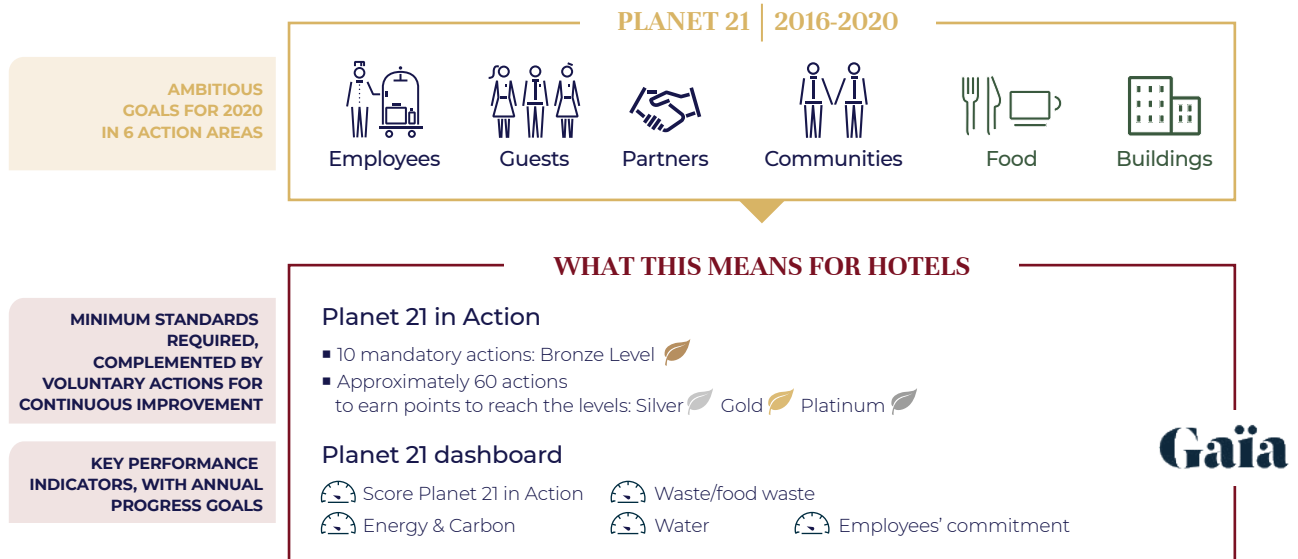 PLANET 21 | 2016-2020
AMBITIOUS
GOALS FOR 2020
IN 6 ACTION AREAS
Employees
Guests
Partners
Communities
Food
Buildings
WHAT THIS MEANS FOR HOTELS
MINIMUM STANDARDS
REQUIRED,
COMPLEMENTED BY
VOLUNTARY ACTIONS FOR
CONTINUOUS IMPROVEMENT
Planet 21 in Action
▪ 10 mandatory actions: Bronze Level
▪ Approximately 60 actions
to earn points to reach the levels: Silver Gold Platinum
Gaïa
KEY PERFORMANCE
INDICATORS, WITH ANNUAL
PROGRESS GOALS
Planet 21 dashboard
Score Planet 21 in Action
Waste/food waste
Energy & Carbon
Water
Employees’ commitment